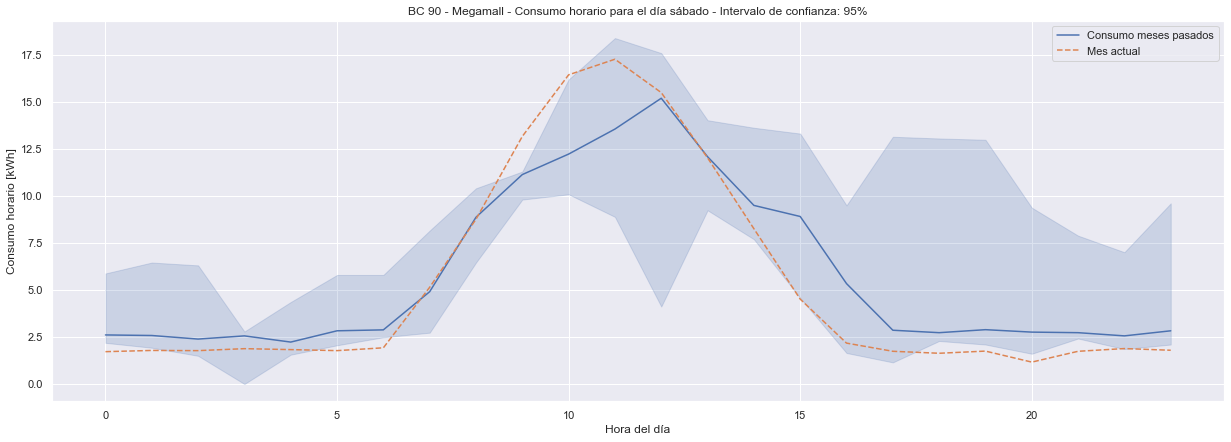 BC 90 - Megamall - Consumo horario para el día sábado - Intervalo de confianza: 95%
Consumo meses pasados
Mes actual
Consumo horario [kWh]
17.5
15.0
12.5
10.0
7.5
5.0
2.5
0.0
0 5 10 15 20
Hora del día